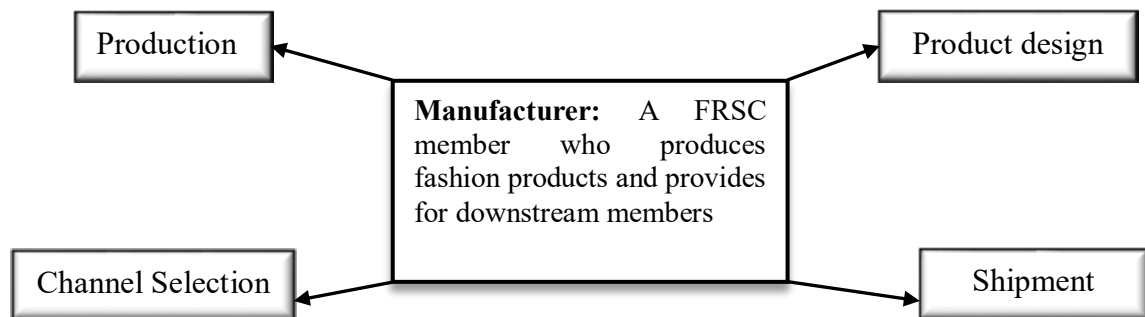 Production
Product design
Manufacturer: A FRSC
member who produces
fashion products and provides
for downstream members
Channel Selection
Shipment